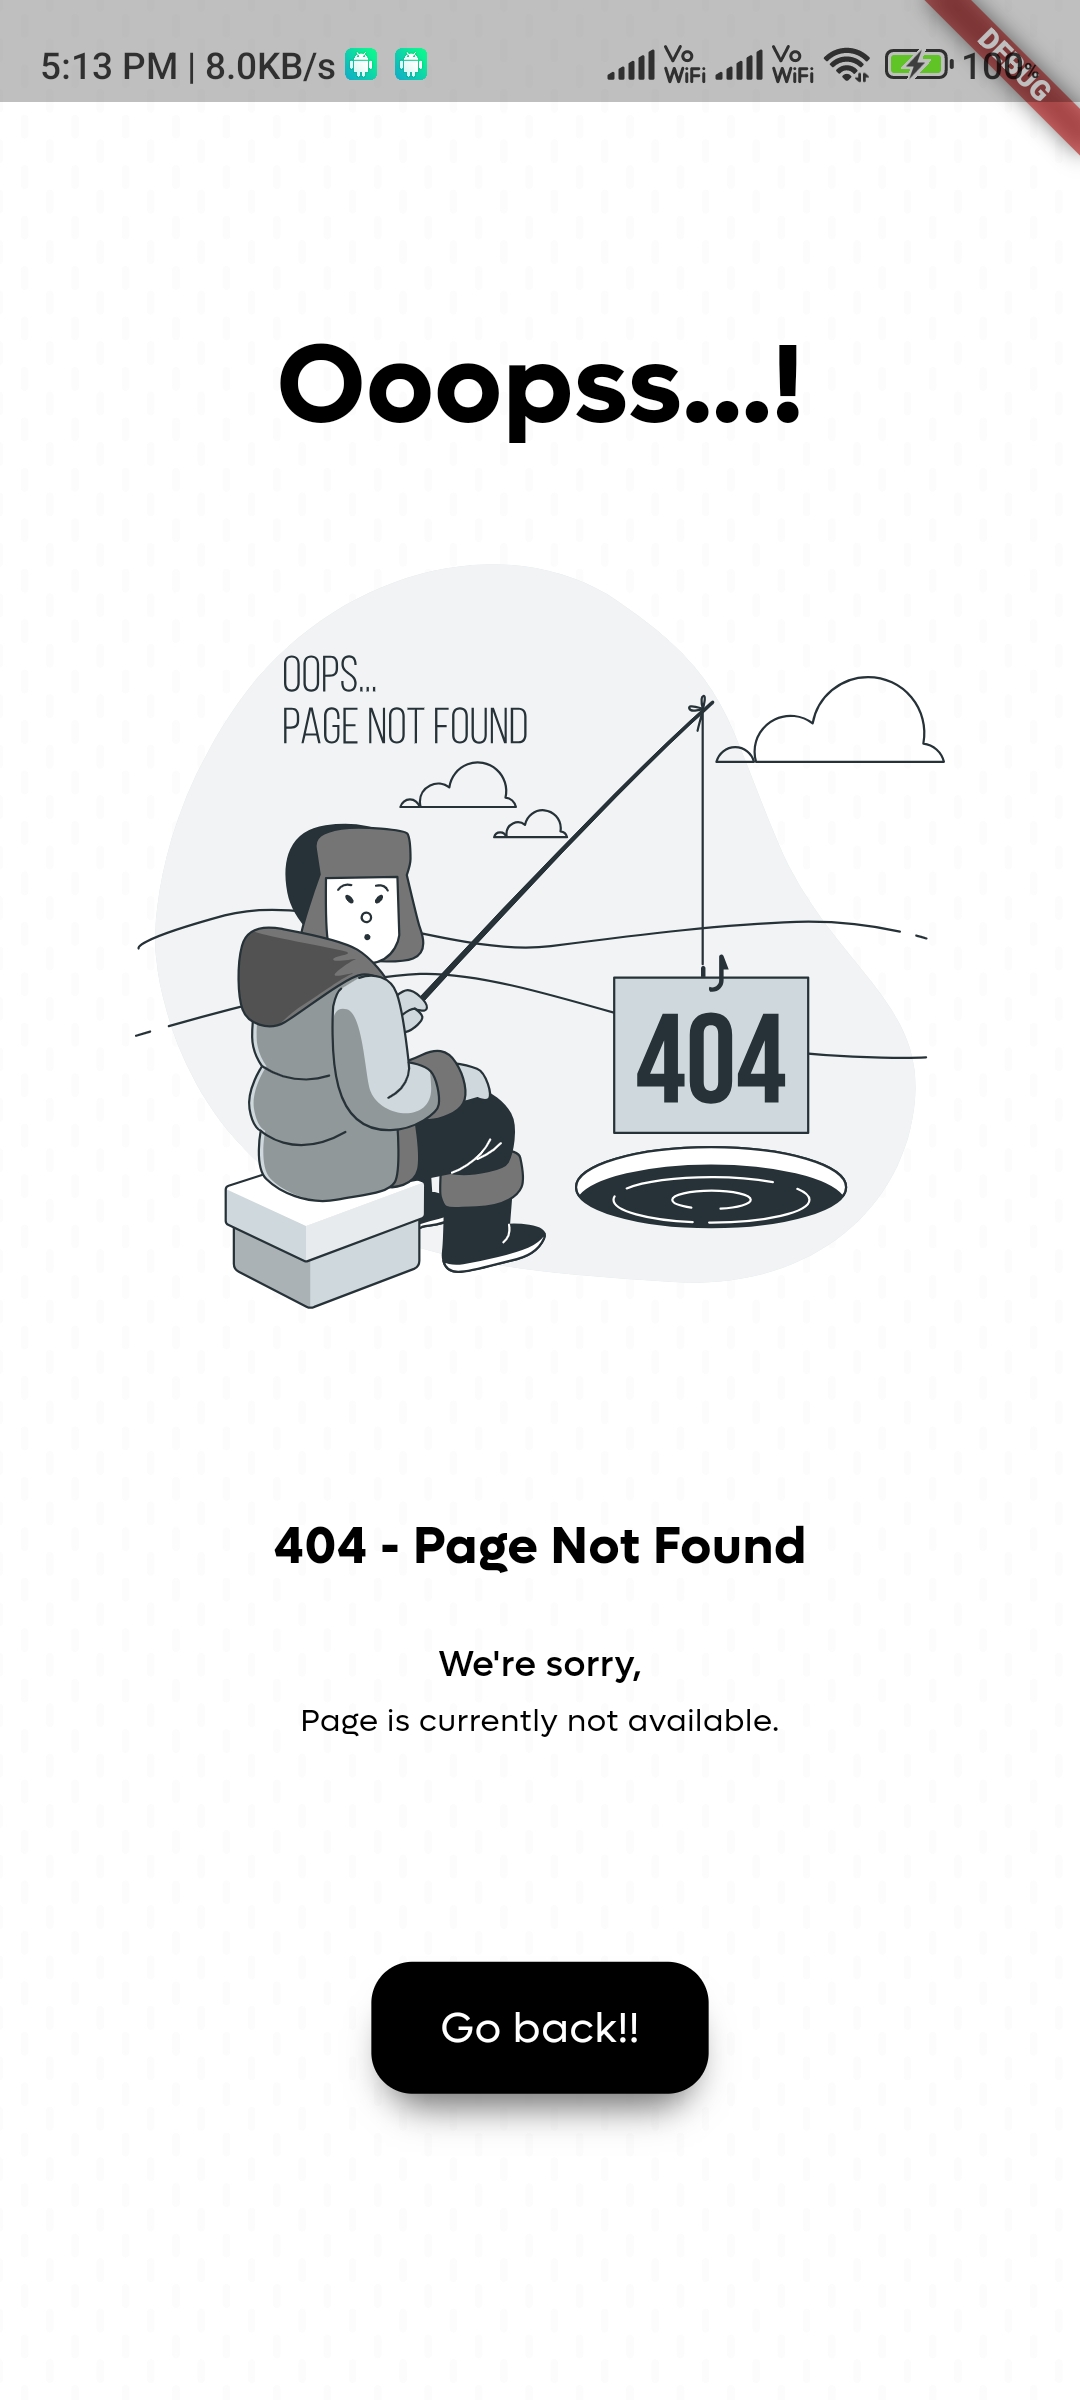 5:13 PM | 8.0KB/s Vo WiFi Vo WiFi 100%
DEBUG
Ooopss...!
OOPS...
PAGE NOT FOUND
404
404 - Page Not Found
We're sorry,
Page is currently not available.
Go back!!